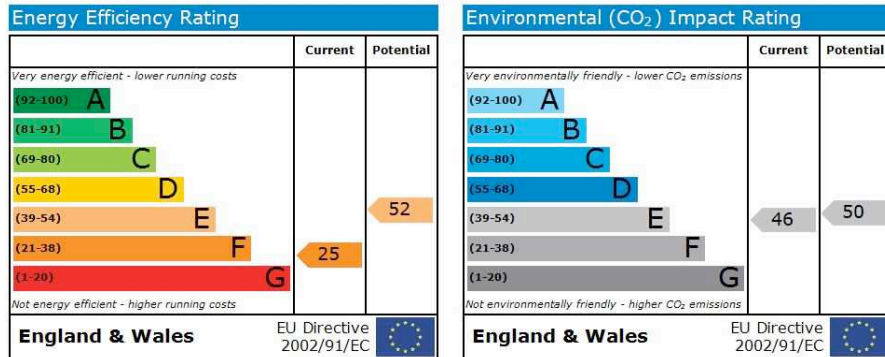 Energy Efficiency Rating
Current Potential
Very energy efficient - lower running costs
(92-100) A
(81-91) B
(69-80) C
(55-68) D
(39-54) E
52
(21-38) F
25
(1-20) G
Not energy efficient - higher running costs
England & Wales
EU Directive
2002/91/EC
Environmental (CO₂) Impact Rating
Current Potential
Very environmentally friendly - lower CO₂ emissions
(92-100) A
(81-91) B
(69-80) C
(55-68) D
(39-54) E
46 50
(21-38) F
(1-20) G
Not environmentally friendly - higher CO₂ emissions
England & Wales
EU Directive
2002/91/EC